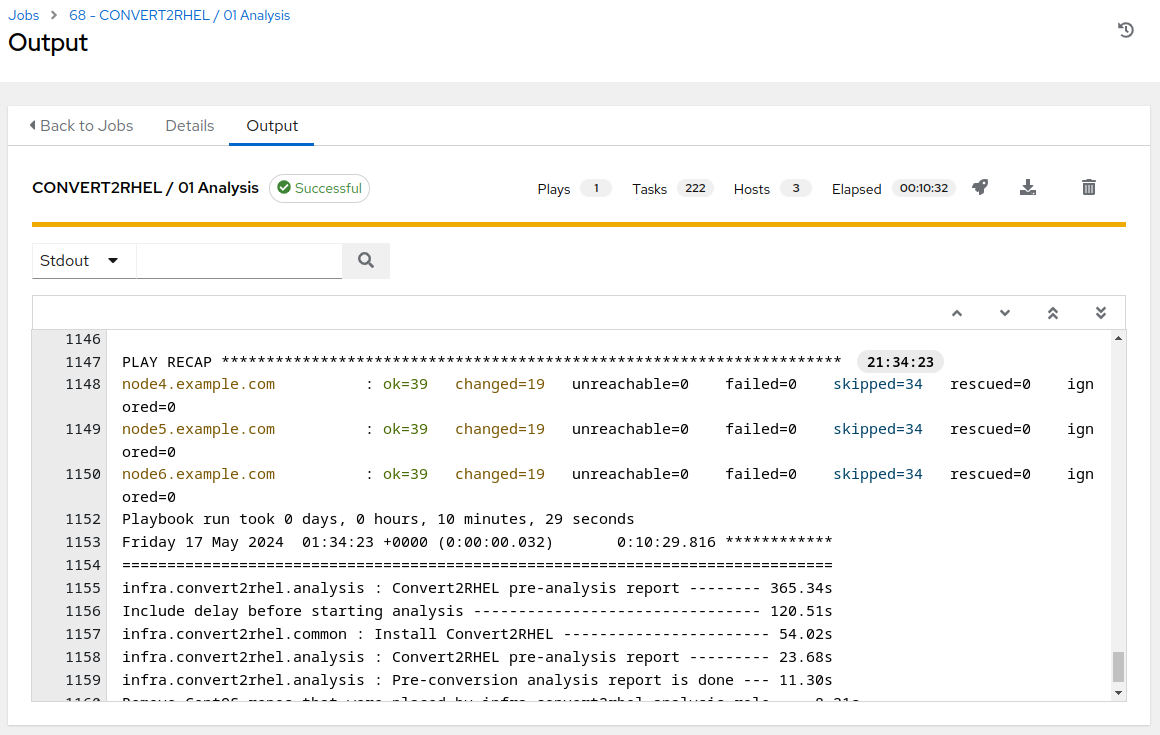 Jobs > 68 - CONVERT2RHEL / 01 Analysis
Output
Back to Jobs Details Output
CONVERT2RHEL / 01 Analysis Successful Plays 1 Tasks 222 Hosts 3 Elapsed 00:10:32
Stdout
1146
1147 PLAY RECAP ********************************************************************* 21:34:23
1148 node4.example.com : ok=39 changed=19 unreachable=0 failed=0 skipped=34 rescued=0 ign
ored=0
1149 node5.example.com : ok=39 changed=19 unreachable=0 failed=0 skipped=34 rescued=0 ign
ored=0
1150 node6.example.com : ok=39 changed=19 unreachable=0 failed=0 skipped=34 rescued=0 ign
ored=0
1152 Playbook run took 0 days, 0 hours, 10 minutes, 29 seconds
1153 Friday 17 May 2024  01:34:23 +0000 (0:00:00.032)       0:10:29.816 ************
1154 ===============================================================================
1155 infra.convert2rhel.analysis : Convert2RHEL pre-analysis report -------- 365.34s
1156 Include delay before starting analysis -------------------------------- 120.51s
1157 infra.convert2rhel.common : Install Convert2RHEL ----------------------- 54.02s
1158 infra.convert2rhel.analysis : Convert2RHEL pre-analysis report --------- 23.68s
1159 infra.convert2rhel.analysis : Pre-conversion analysis report is done --- 11.30s